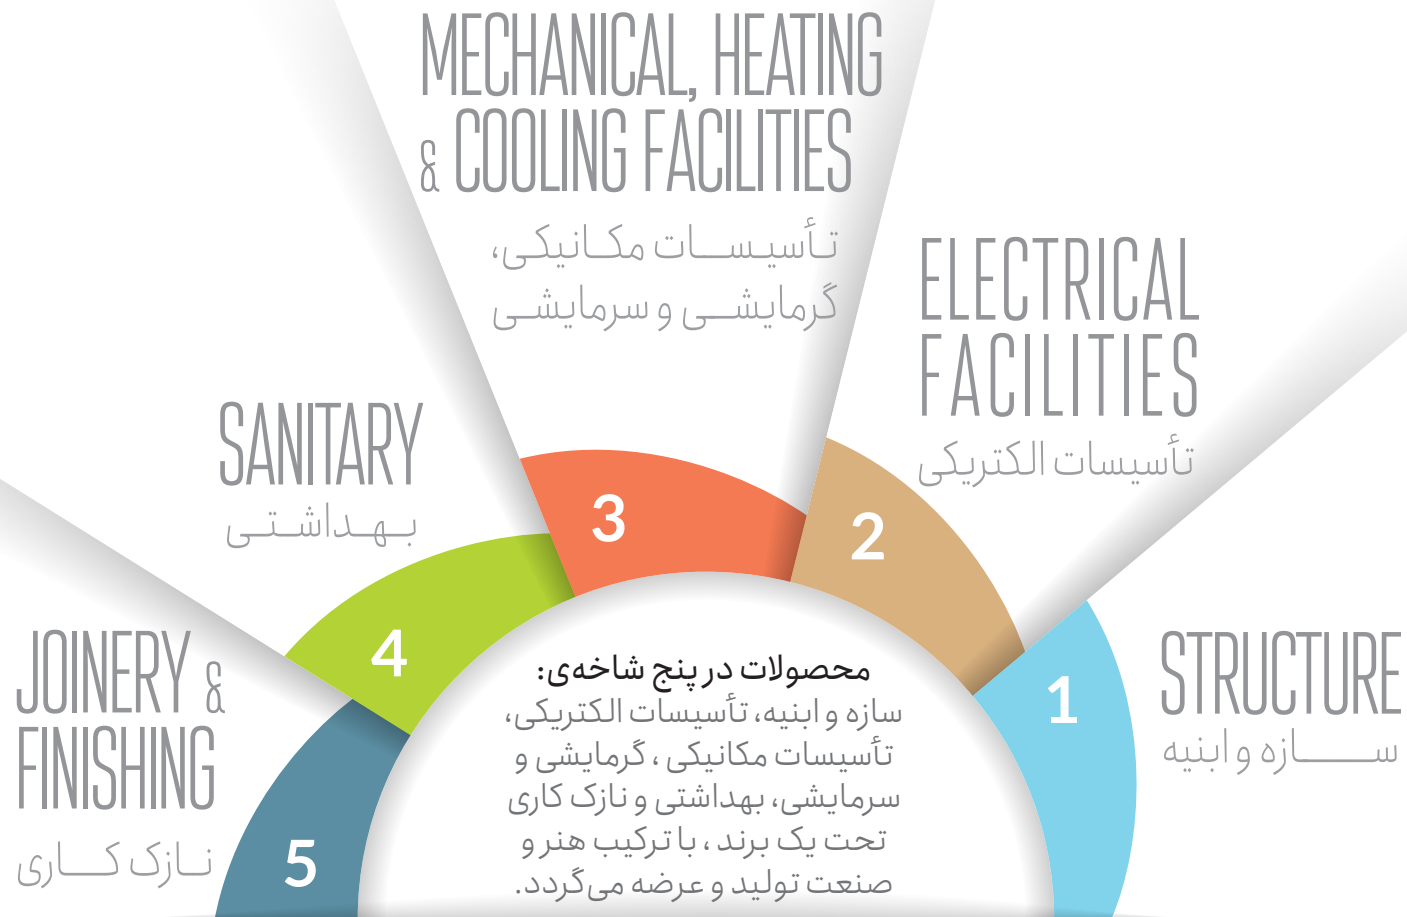 MECHANICAL, HEATING
& COOLING FACILITIES
تأسیسات مکانیکی،
گرمایشی و سرمایشی
ELECTRICAL
FACILITIES
تأسیسات الکتریکی
SANITARY
بهداشتی
JOINERY &
FINISHING
نازک کاری
STRUCTURE
سازه و ابنیه
3
2
4
1
5
محصولات در پنج شاخه‌ی:
سازه و ابنیه، تأسیسات الکتریکی،
تأسیسات مکانیکی ، گرمایشی و
سرمایشی، بهداشتی و نازک کاری
تحت یک برند ، با ترکیب هنر و
صنعت تولید و عرضه می‌گردد.